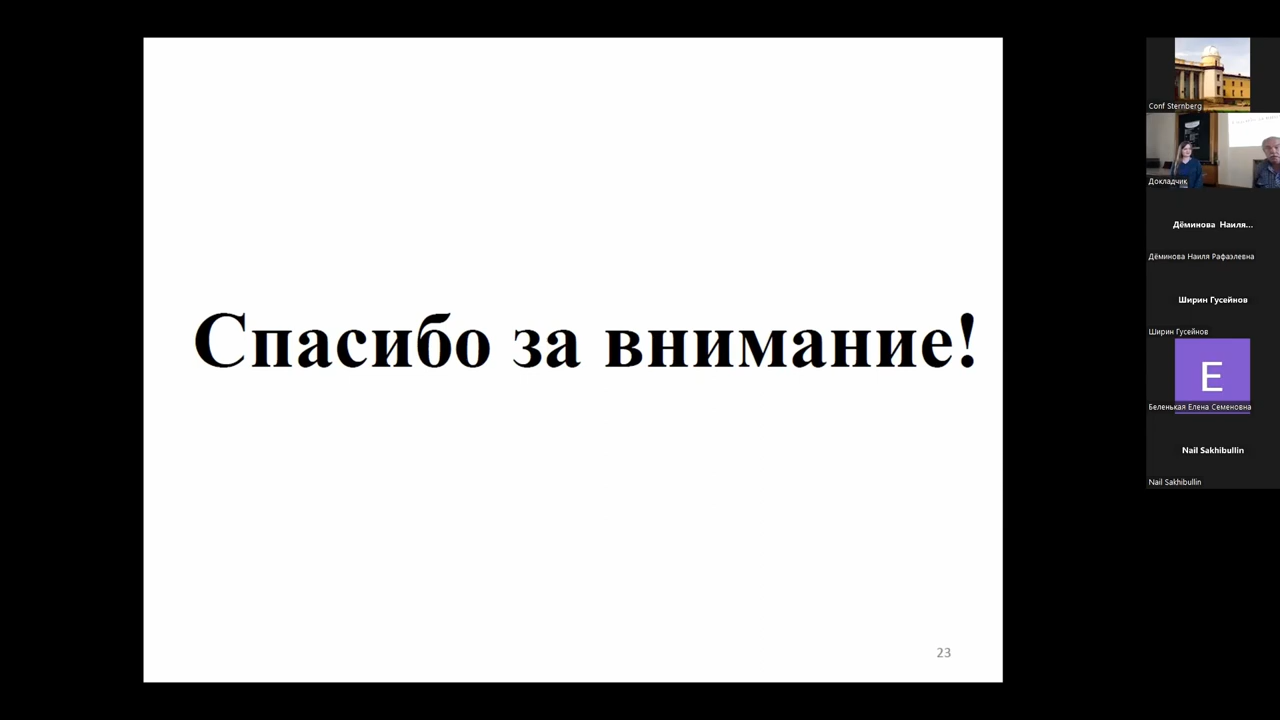 Спасибо за внимание!
23
Conf Sternberg
Докладчик
Дёминова Наиля...
Дёминова Наиля Рафаэлевна
Ширин Гусейнов
Ширин Гусейнов
E
Беленькая Елена Семеновна
Nail Sakhibullin
Nail Sakhibullin